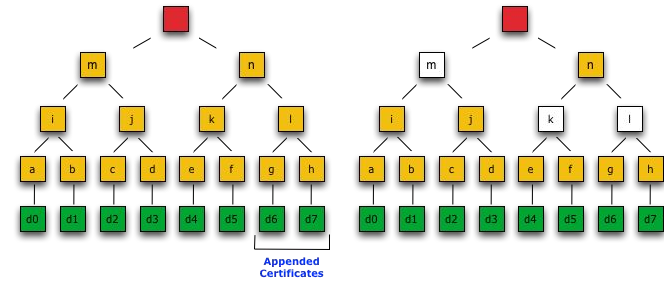 m n m n
i j k l i j k l
a b c d e f g h a b c d e f g h
d0 d1 d2 d3 d4 d5 d6 d7 d0 d1 d2 d3 d4 d5 d6 d7
Appended
Certificates